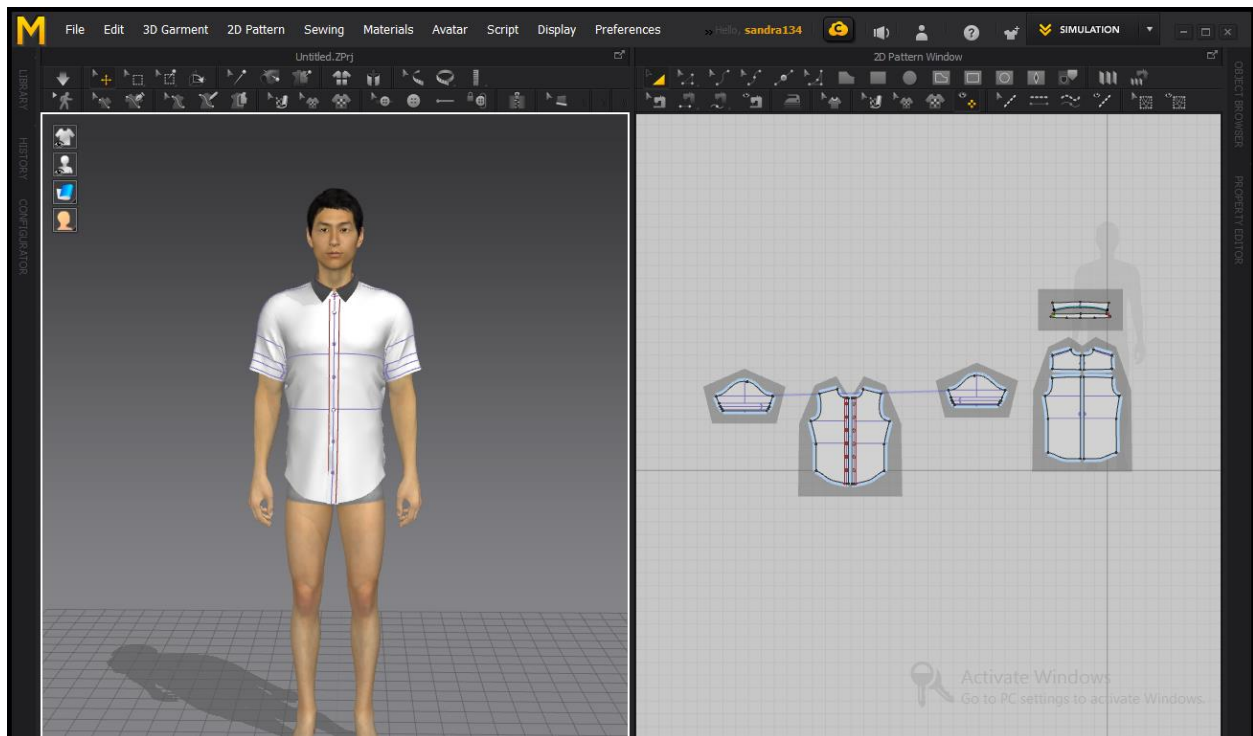 M File Edit 3D Garment 2D Pattern Sewing Materials Avatar Script Display Preferences » Hello, sandra134 SIMULATION
Untitled.ZPrj
2D Pattern Window
LIBRARY
HISTORY
CONFIGURATOR
OBJECT BROWSER
PROPERTY EDITOR
Activate Windows
Go to PC settings to activate Windows.